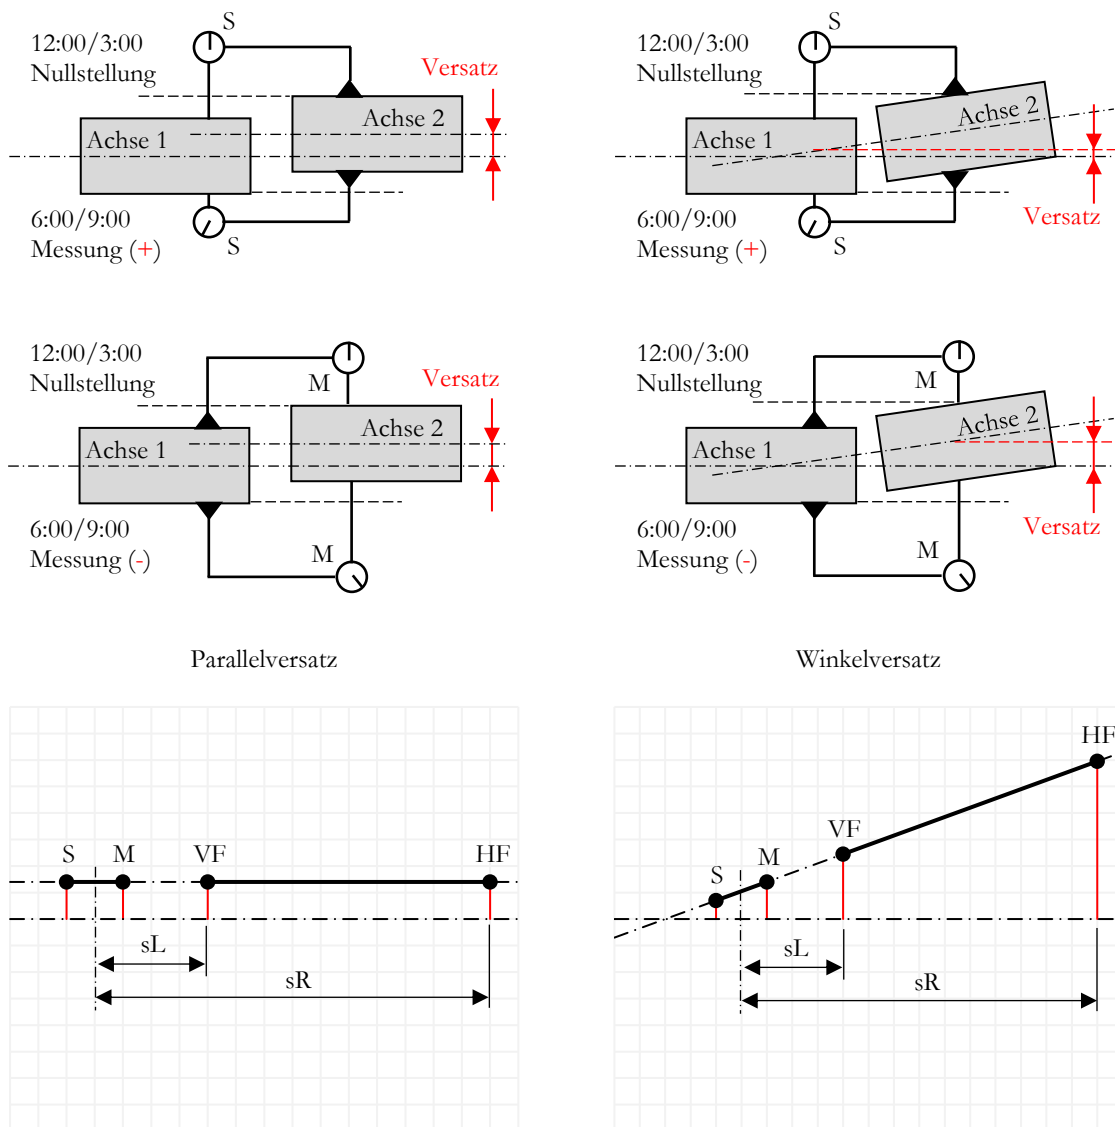 S
12:00/3:00
Nullstellung
Versatz
Achse 2
Achse 1
6:00/9:00
Messung (+)
S
S
12:00/3:00
Nullstellung
Achse 2
Achse 1
Versatz
6:00/9:00
Messung (+)
S
12:00/3:00
Nullstellung
M
Versatz
Achse 2
Achse 1
6:00/9:00
Messung (-)
M
12:00/3:00
Nullstellung
M
Achse 2
Achse 1
Versatz
6:00/9:00
Messung (-)
M
Parallelversatz
Winkelversatz
S
M
VF
HF
sL
sR
HF
VF
M
S
sL
sR